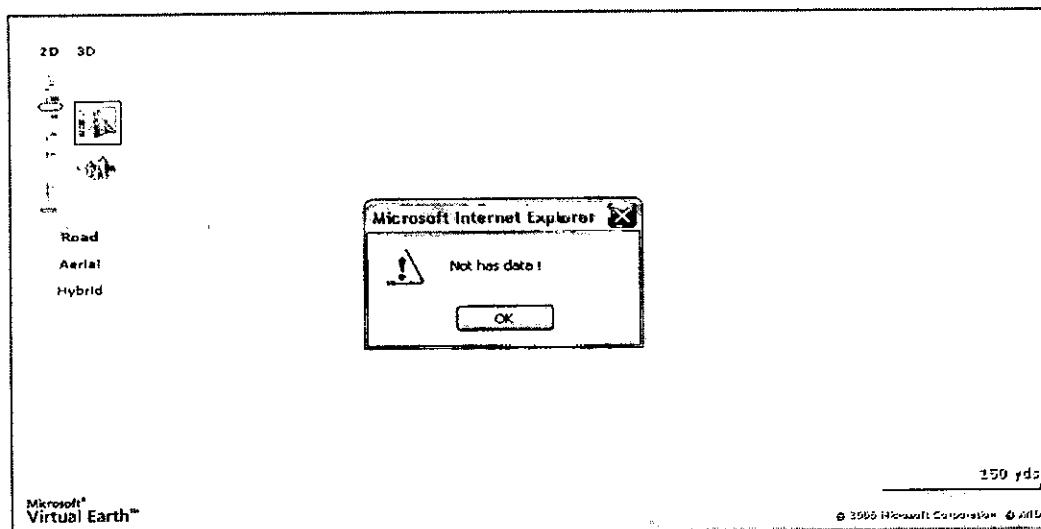 2D 3D
Road
Aerial
Hybrid
Microsoft Internet Explorer
Not has data !
OK
150 yds
Microsoft®
Virtual Earth™
Microsoft Corporation ©